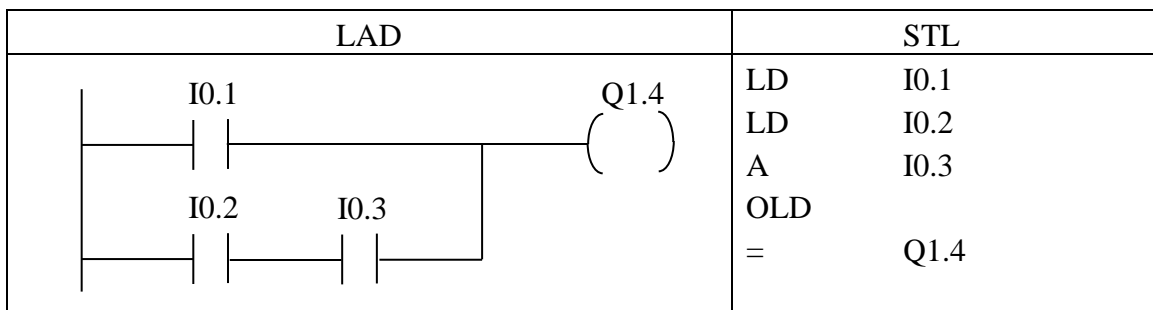 LAD
STL
I0.1
Q1.4
I0.2
I0.3
LD I0.1
LD I0.2
A I0.3
OLD
= Q1.4